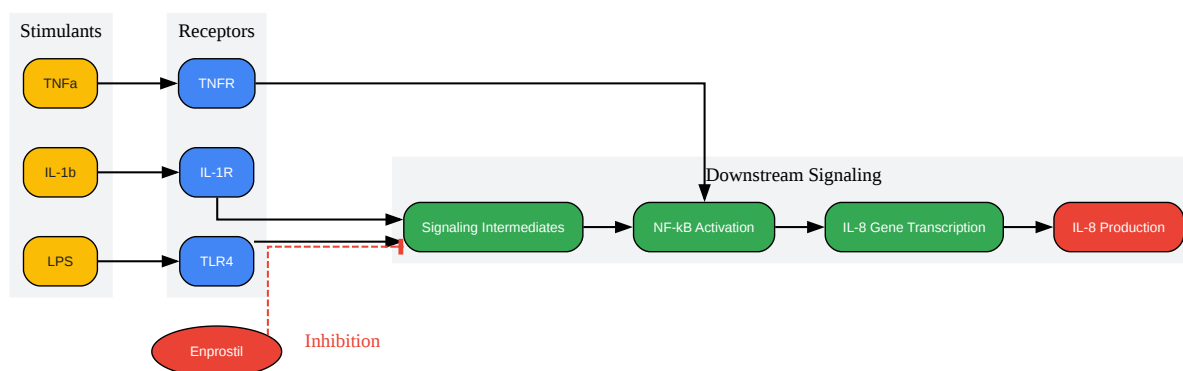 Stimulants
Receptors
TNFa
TNFR
IL-1b
IL-1R
Downstream Signaling
Signaling Intermediates
NF-kB Activation
IL-8 Gene Transcription
IL-8 Production
LPS
TLR4
Enprostil
Inhibition